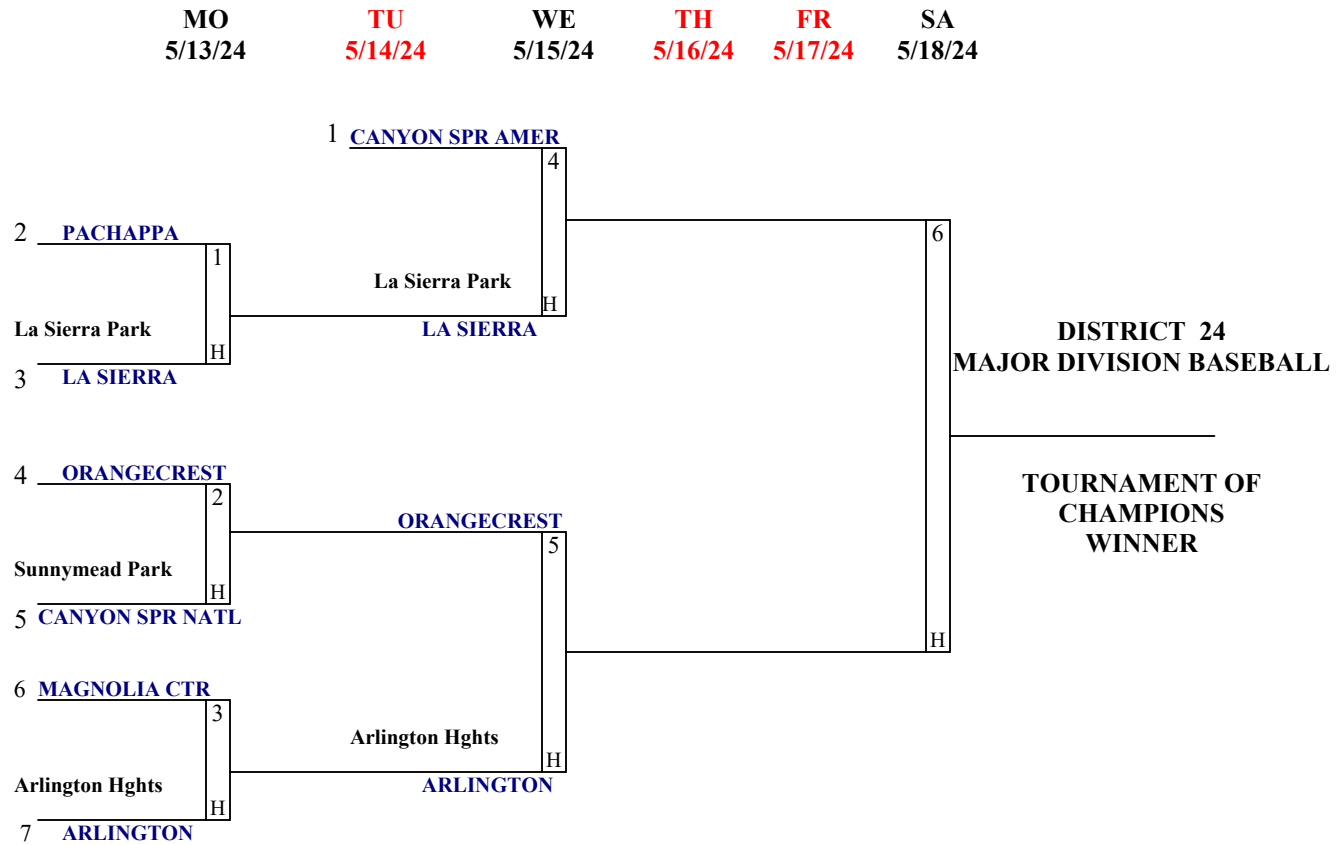 MO TU WE TH FR SA
5/13/24 5/14/24 5/15/24 5/16/24 5/17/24 5/18/24
1 CANYON SPR AMER
4
2 PACHAPPA
6
1
La Sierra Park
H
La Sierra Park
LA SIERRA
DISTRICT 24
H
MAJOR DIVISION BASEBALL
3 LA SIERRA
4 ORANGECREST
2
TOURNAMENT OF
ORANGECREST
CHAMPIONS
5
WINNER
Sunnymead Park
H
5 CANYON SPR NATL
H
6 MAGNOLIA CTR
3
Arlington Hghts
H
Arlington Hghts
ARLINGTON
H
7 ARLINGTON